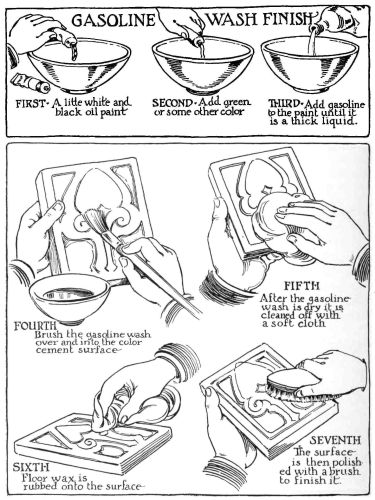 GASOLINE WASH FINISH
FIRST · A litle white and
black oil paint
SECOND · Add green
or some other color
THIRD · Add gasoline
to the paint until it
is a thick liquid.
FOURTH
Brush the gasoline wash
over and into the color
cement surface
FIFTH
After the gasoline
wash is dry it is
cleaned off with
a soft cloth
SIXTH
Floor wax is
rubbed onto the surface
SEVENTH
The surface
is then polish
ed with a brush
to finish it.